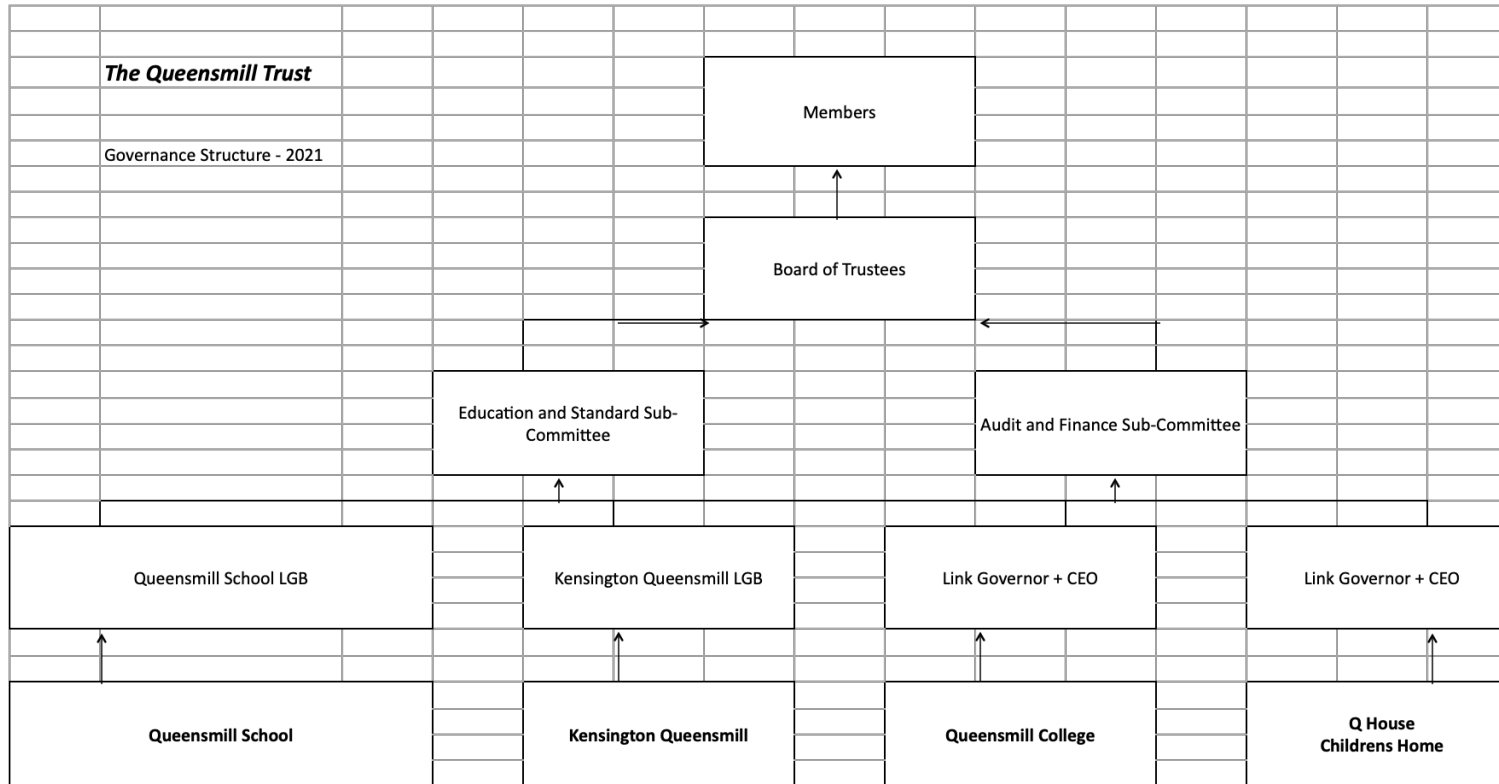 The Queensmill Trust
Members
Governance Structure - 2021
Board of Trustees
Education and Standard Sub-
Committee
Audit and Finance Sub-Committee
Queensmill School LGB
Kensington Queensmill LGB
Link Governor + CEO
Link Governor + CEO
Queensmill School
Kensington Queensmill
Queensmill College
Q House
Childrens Home